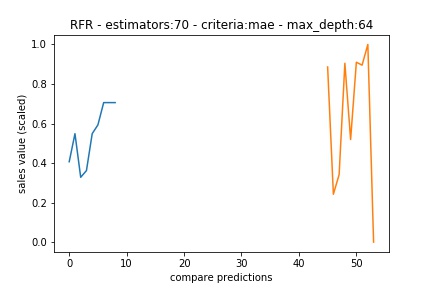 RFR - estimators:70 - criteria:mae - max_depth:64
1.0
0.8
0.6
0.4
0.2
0.0
sales value (scaled)
0 10 20 30 40 50
compare predictions